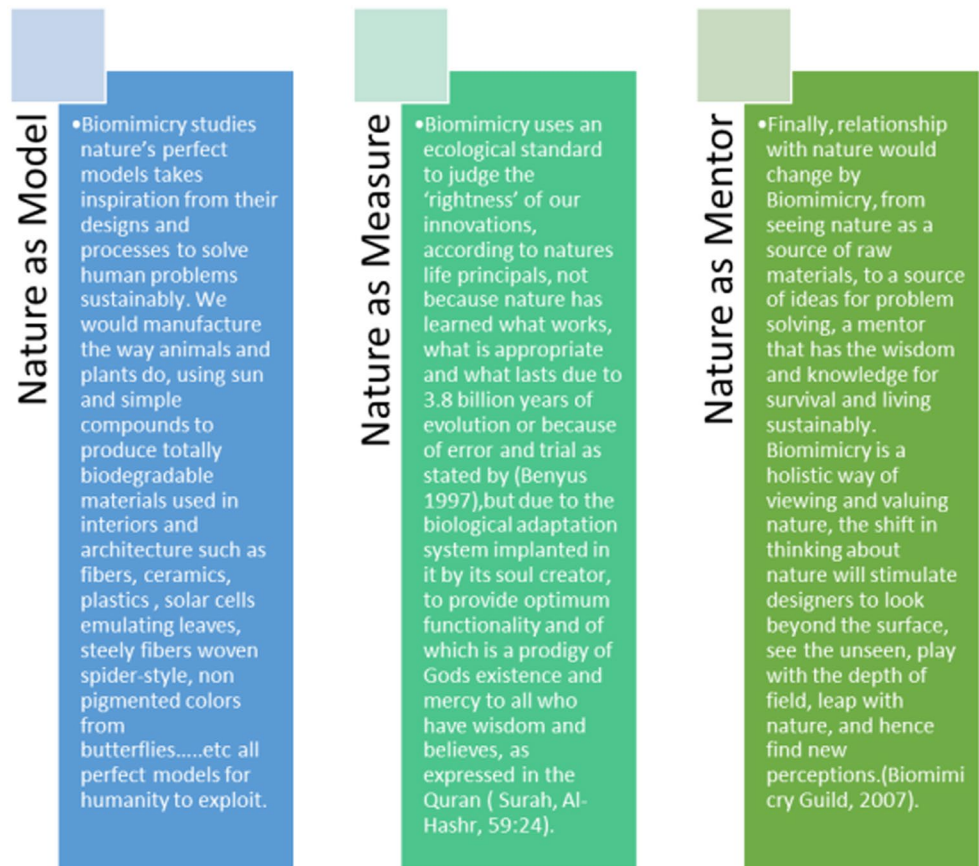 Nature as Model
•Biomimicry studies
nature's perfect
models takes
inspiration from their
designs and
processes to solve
human problems
sustainably. We
would manufacture
the way animals and
plants do, using sun
and simple
compounds to
produce totally
biodegradable
materials used in
interiors and
architecture such as
fibers, ceramics,
plastics , solar cells
emulating leaves,
steely fibers woven
spider-style, non
pigmented colors
from
butterflies.....etc all
perfect models for
humanity to exploit.
Nature as Measure
•Biomimicry uses an
ecological standard
to judge the
‘rightness’ of our
innovations,
according to natures
life principals, not
because nature has
learned what works,
what is appropriate
and what lasts due to
3.8 billion years of
evolution or because
of error and trial as
stated by (Benyus
1997),but due to the
biological adaptation
system implanted in
it by its soul creator,
to provide optimum
functionality and of
which is a prodigy of
Gods existence and
mercy to all who
have wisdom and
believes, as
expressed in the
Quran ( Surah, Al-
Hashr, 59:24).
Nature as Mentor
•Finally, relationship
with nature would
change by
Biomimicry, from
seeing nature as a
source of raw
materials, to a source
of ideas for problem
solving, a mentor
that has the wisdom
and knowledge for
survival and living
sustainably.
Biomimicry is a
holistic way of
viewing and valuing
nature, the shift in
thinking about
nature will stimulate
designers to look
beyond the surface,
see the unseen, play
with the depth of
field, leap with
nature, and hence
find new
perceptions.(Biomimi
cry Guild, 2007).